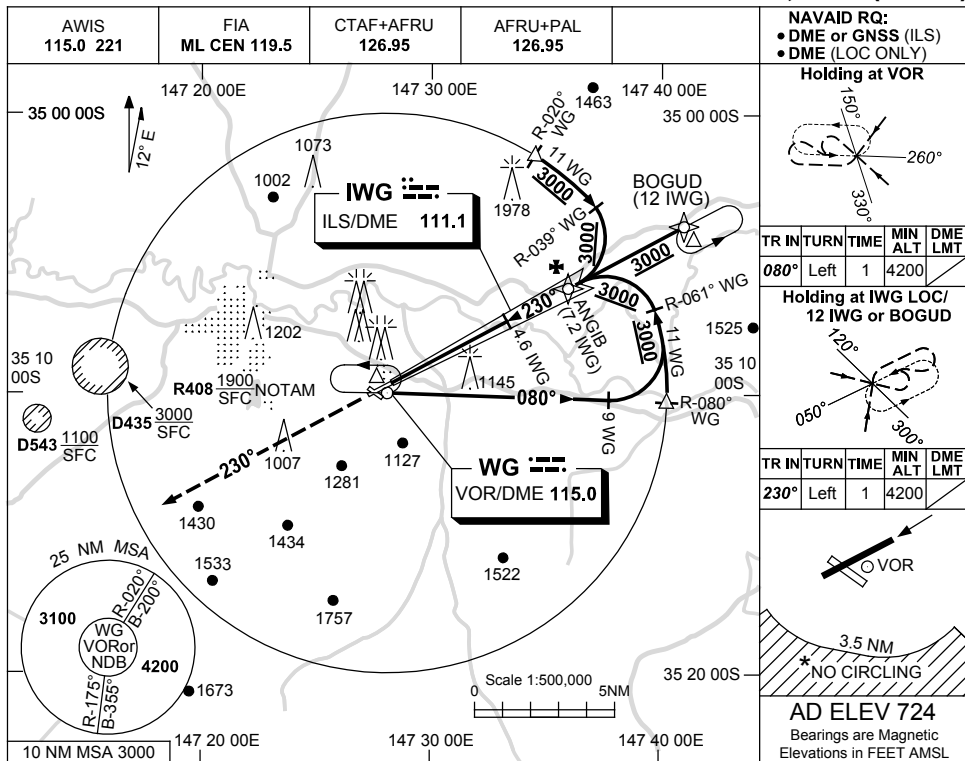 AWIS
115.0 221
FIA
ML CEN 119.5
CTAF+AFRU
126.95
AFRU+PAL
126.95
NAVAID RQ:
• DME or GNSS (ILS)
• DME (LOC ONLY)
147 20 00E
147 30 00E
147 40 00E
35 00 00S
35 00 00S
12° E
1073
1002
1463
R-020°
WG
11 WG
3000
1978
IWG
ILS/DME 111.1
BOGUD
(12 IWG)
R-039° WG
3000
3000
3000
R-061° WG
230°
ANGIB
(7.2 IWG)
4.6 IWG
3000
11 WG
1525
1202
35 10
00S
35 10
00S
R408 1900
SFC NOTAM
1145
080°
R-080°
WG
9 WG
D435 3000
SFC
D543 1100
SFC
230°
1007
1127
1281
WG
VOR/DME 115.0
1430
1434
1533
1522
1757
25 NM MSA
R-020°
B-200°
3100
WG
VORor
NDB
4200
R-175°
B-355°
1673
35 20 00S
Scale 1:500,000
0 5NM
10 NM MSA 3000
147 20 00E
147 30 00E
147 40 00E
Holding at VOR
150°
260°
330°
TR IN TURN TIME MIN ALT DME LMT
080° Left 1 4200
Holding at IWG LOC/
12 IWG or BOGUD
120°
050°
300°
TR IN TURN TIME MIN ALT DME LMT
230° Left 1 4200
VOR
3.5 NM
*NO CIRCLING
AD ELEV 724
Bearings are Magnetic
Elevations in FEET AMSL